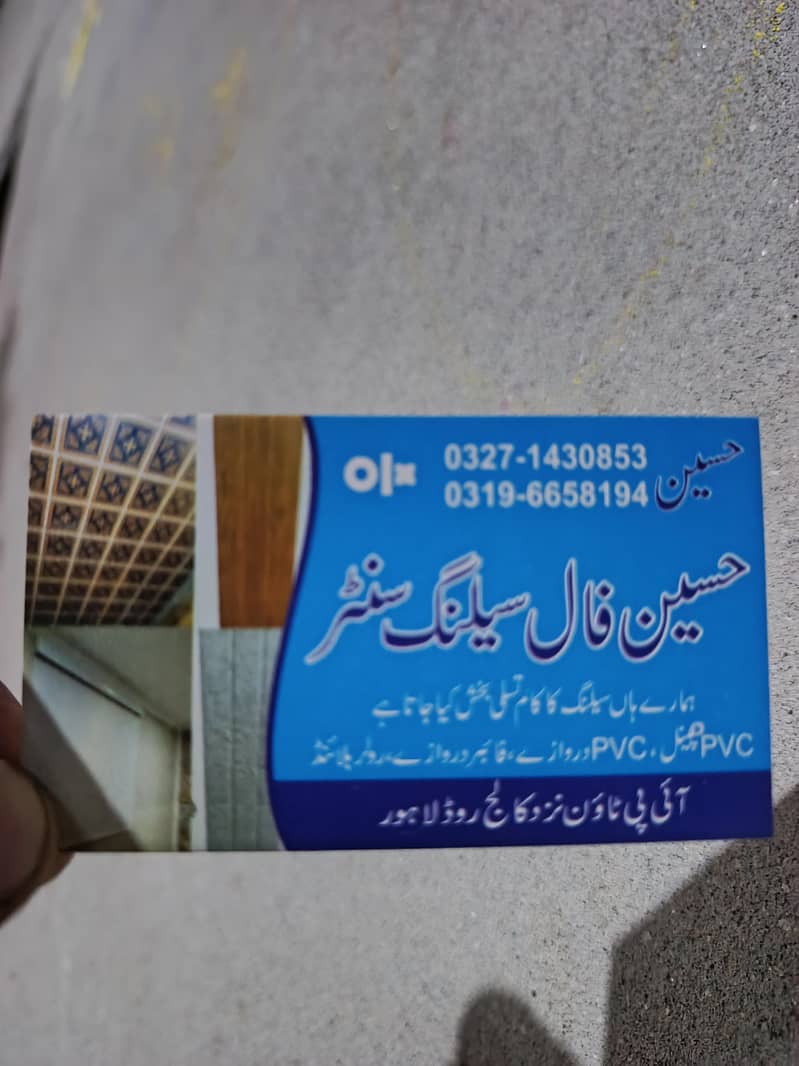 olx
0327-1430853
0319-6658194 حسین
حسین فال سیلنگ سنٹر
ہمارے ہاں سیلنگ کا کام تسلی بخش کیا جاتا ہے
PVC پینل، PVC دروازے، فائبر دروازے، رولر بلائنڈ
آئی پی ٹاؤن نزد کالج روڈ لاہور